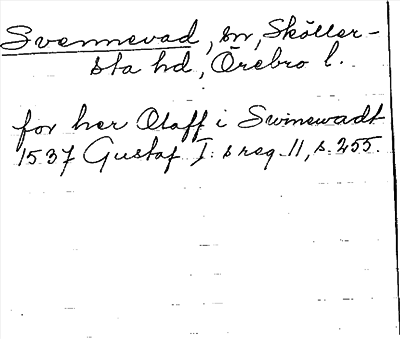 Svennevad, sn, Sköller-
sta hd, Örebro l.
for her Olaff i Swinewadt
1537 Gustaf I:s reg. 11, s. 255.